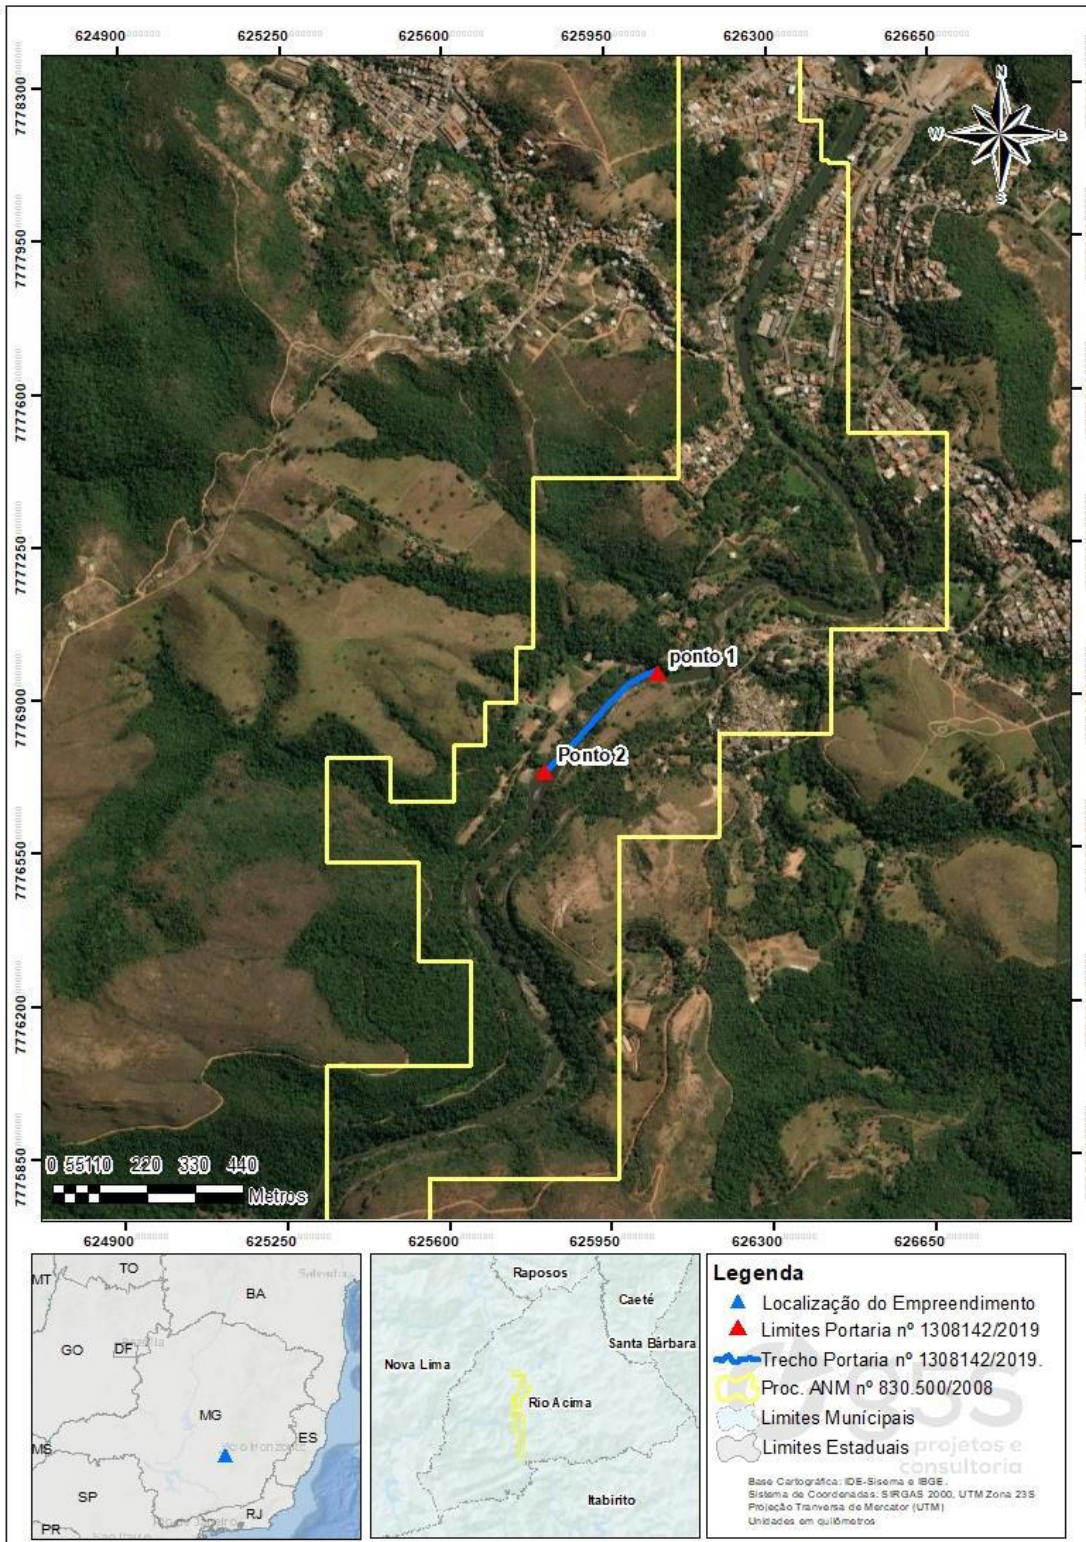 624900 625250 625600 625950 626300 626650
7778300
7777950
7777600
7777250
7776900
7776550
7776200
7775850
N
W E
S
ponto 1
Ponto 2
0 55110 220 330 440
Metros
624900 625250 625600 625950 626300 626650
MT
TO
BA
Salvador
GO
DF
MG
ES
MS
SP
RJ
PR
Raposos
Caeté
Santa Bárbara
Nova Lima
Rio Acima
Itabirito
Legenda
Localização do Empreendimento
Limites Portaria nº 1308142/2019
Trecho Portaria nº 1308142/2019.
Proc. ANM nº 830.500/2008
Limites Munícipais
Limites Estaduais
projetos e
consultoria
Base Cartográfica: IDE-Sisema e IBGE.
Sistema de Coordenadas: SIRGAS 2000, UTM Zona 23S
Projeção Tranversa de Mercator (UTM)
Unidades em quilômetros